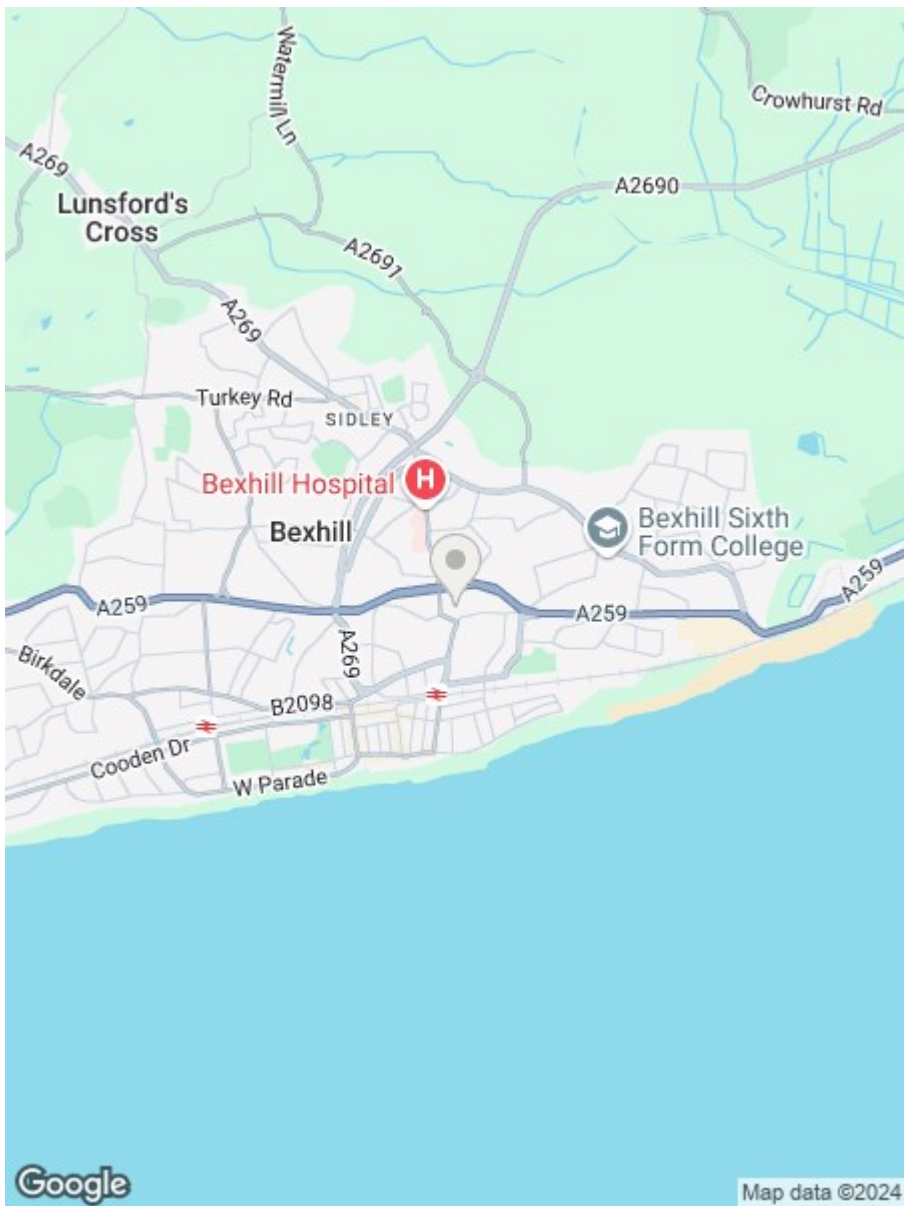 Watermill Ln
Crowhurst Rd
A269
A2690
Lunsford's
Cross
A2691
A269
Turkey Rd
SIDLEY
Bexhill Hospital
H
Bexhill
Bexhill Sixth
Form College
A259
A259
A259
A269
Birkdale
B2098
Cooden Dr
W Parade
Google
Map data ©2024